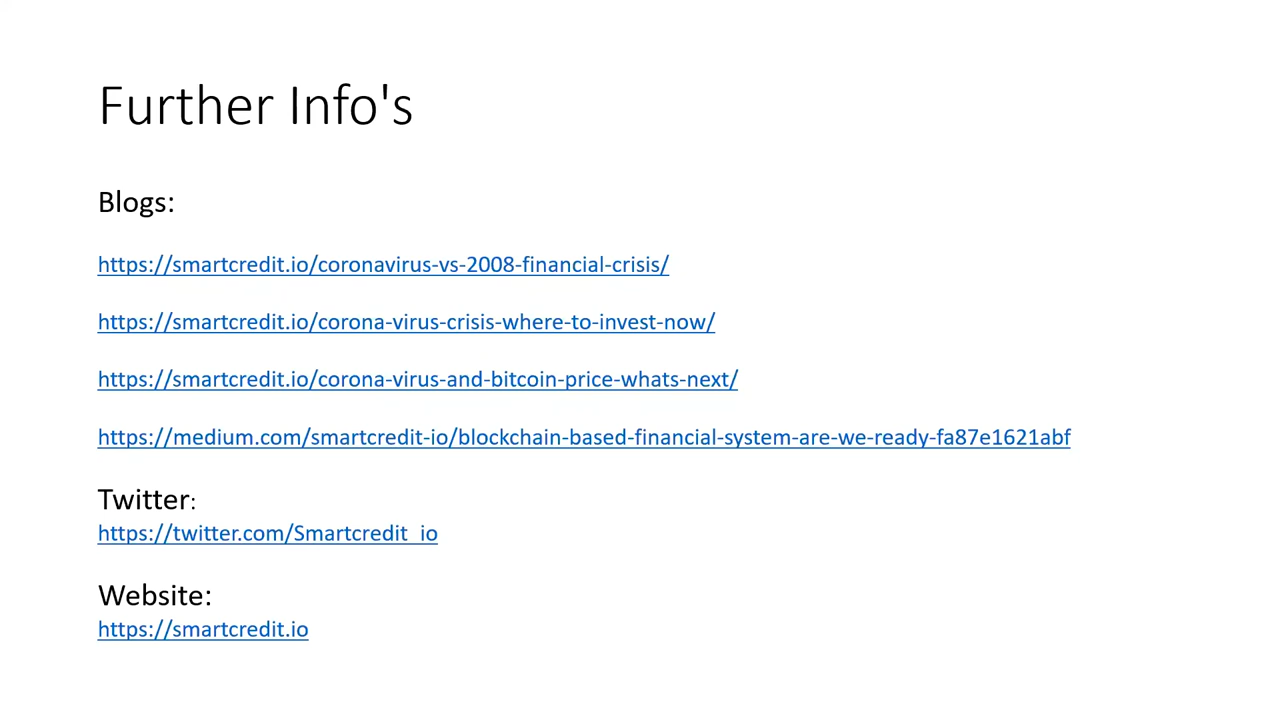 Further Info's
Blogs:
https://smartcredit.io/coronavirus-vs-2008-financial-crisis/
https://smartcredit.io/corona-virus-crisis-where-to-invest-now/
https://smartcredit.io/corona-virus-and-bitcoin-price-whats-next/
https://medium.com/smartcredit-io/blockchain-based-financial-system-are-we-ready-fa87e1621abf
Twitter:
https://twitter.com/Smartcredit_io
Website:
https://smartcredit.io